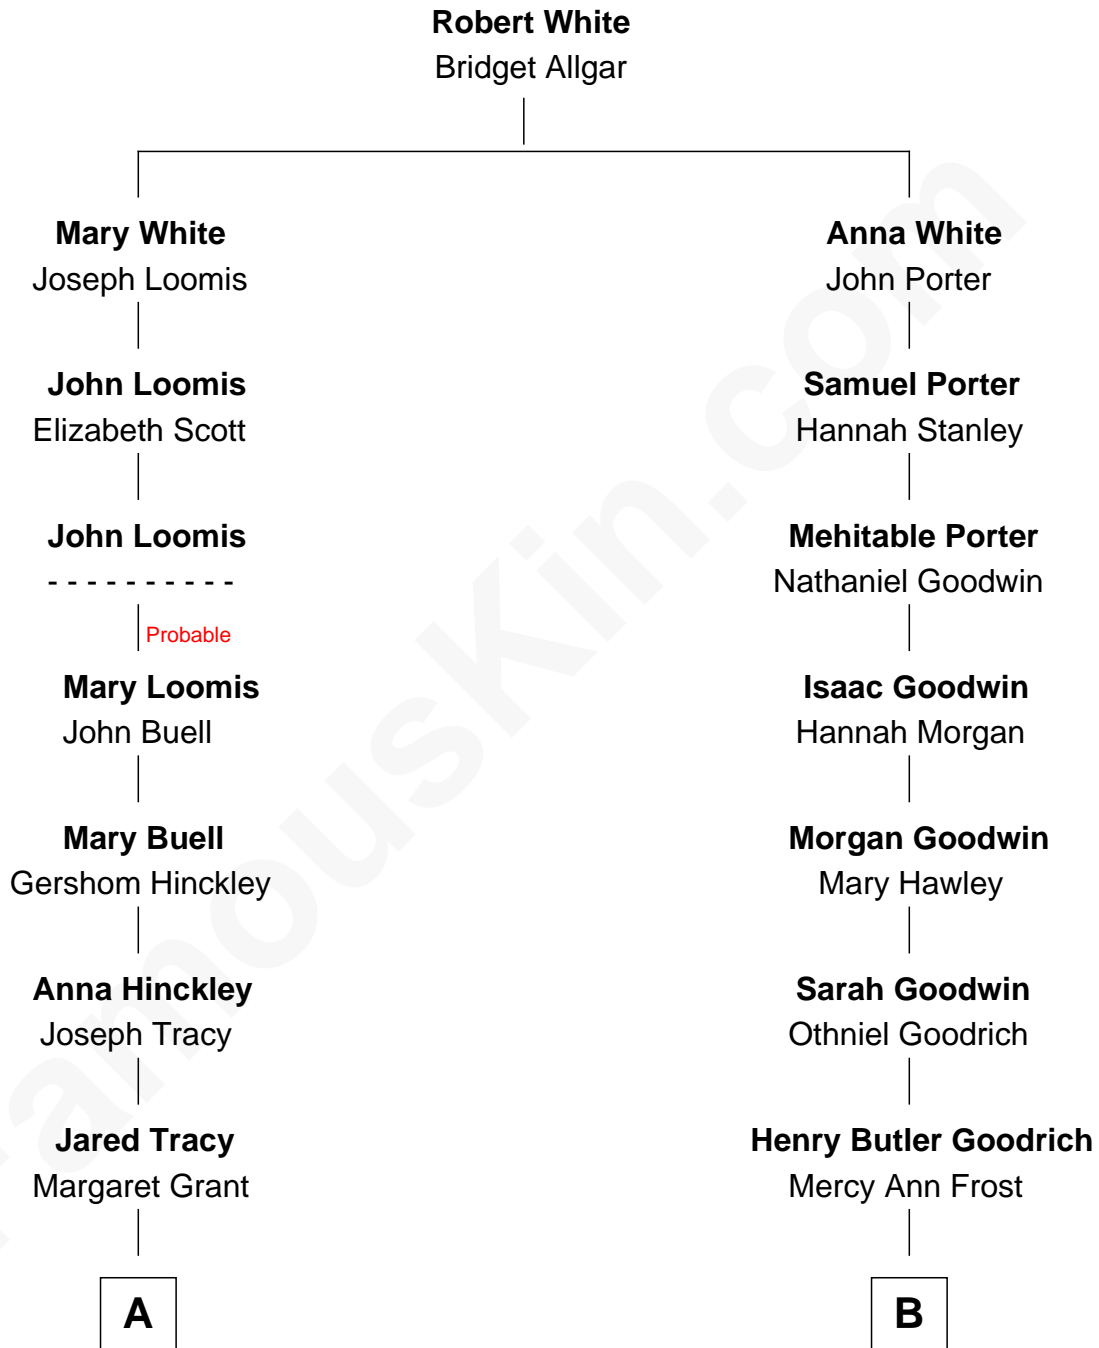 Robert White
Bridget Allgar
Mary White
Joseph Loomis
John Loomis
Elizabeth Scott
John Loomis
- - - - - - - - - -
Probable
Mary Loomis
John Buell
Mary Buell
Gershom Hinckley
Anna Hinckley
Joseph Tracy
Jared Tracy
Margaret Grant
A
Anna White
John Porter
Samuel Porter
Hannah Stanley
Mehitable Porter
Nathaniel Goodwin
Isaac Goodwin
Hannah Morgan
Morgan Goodwin
Mary Hawley
Sarah Goodwin
Othniel Goodrich
Henry Butler Goodrich
Mercy Ann Frost
B
FamousKin.com